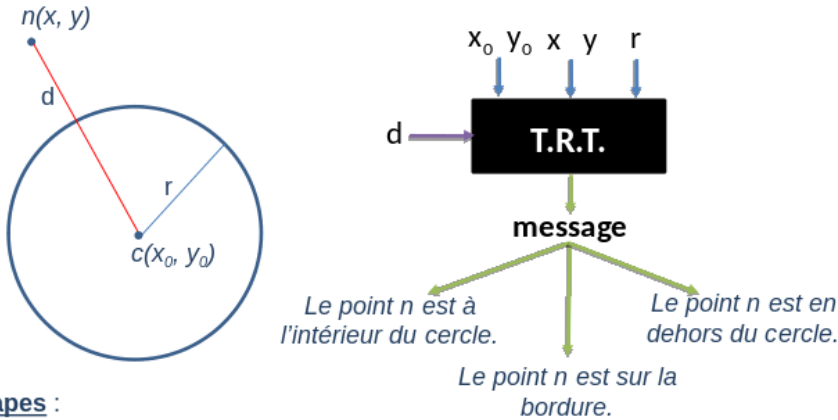 n(x, y)
d
r
c(x₀, y₀)
x₀ y₀ x y r
d
T.R.T.
message
Le point n est à
l’intérieur du cercle.
Le point n est sur la
bordure.
Le point n est en
dehors du cercle.
apes :